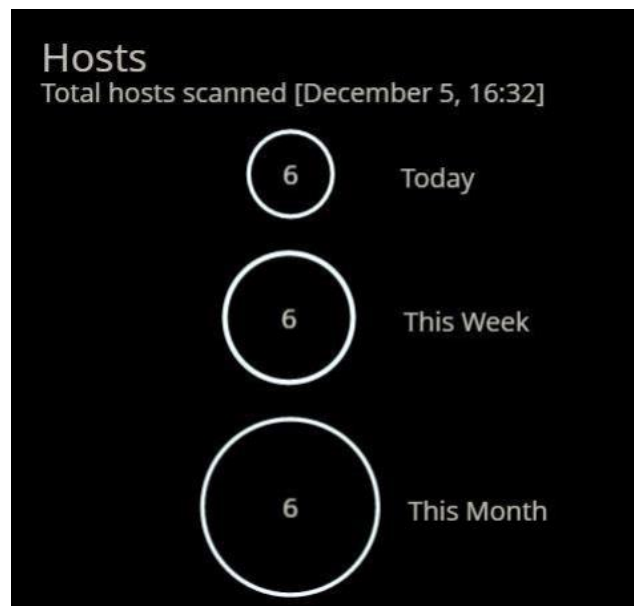 Hosts
Total hosts scanned [December 5, 16:32]
6 Today
6 This Week
6 This Month